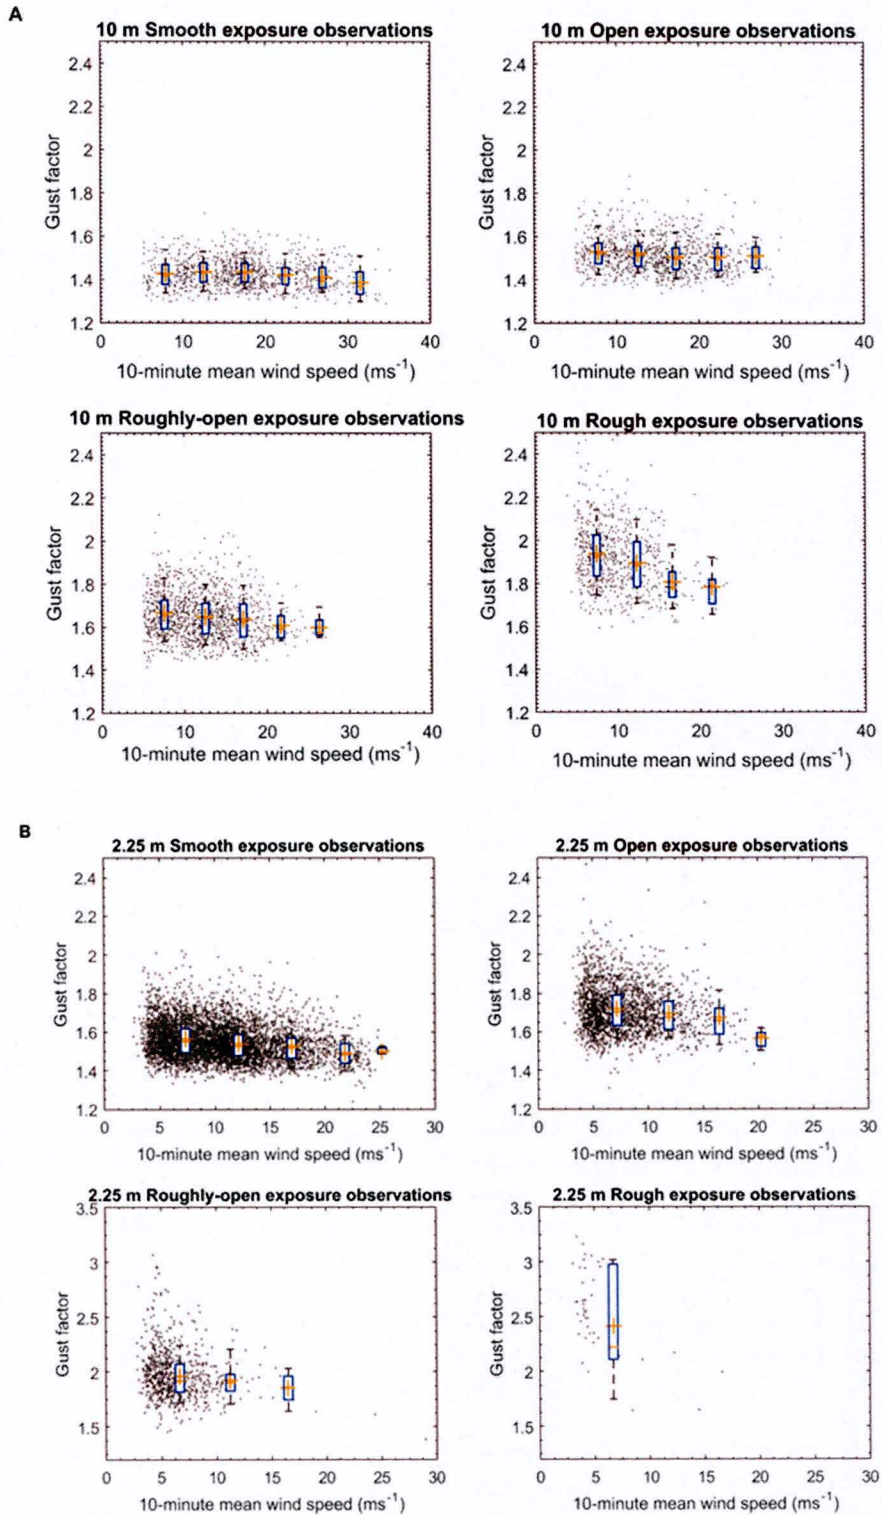 A
10 m Smooth exposure observations
2.4
2.2
2
1.8
1.6
1.4
1.2
Gust factor
0 10 20 30 40
10-minute mean wind speed (ms-1)
10 m Open exposure observations
2.4
2.2
2
1.8
1.6
1.4
1.2
Gust factor
0 10 20 30 40
10-minute mean wind speed (ms-1)
10 m Roughly-open exposure observations
2.4
2.2
2
1.8
1.6
1.4
1.2
Gust factor
0 10 20 30 40
10-minute mean wind speed (ms-1)
10 m Rough exposure observations
2.4
2.2
2
1.8
1.6
1.4
1.2
Gust factor
0 10 20 30 40
10-minute mean wind speed (ms-1)
B
2.25 m Smooth exposure observations
2.4
2.2
2
1.8
1.6
1.4
1.2
Gust factor
0 5 10 15 20 25 30
10-minute mean wind speed (ms-1)
2.25 m Open exposure observations
2.4
2.2
2
1.8
1.6
1.4
1.2
Gust factor
0 5 10 15 20 25 30
10-minute mean wind speed (ms-1)
2.25 m Roughly-open exposure observations
3.5
3
2.5
2
1.5
Gust factor
0 5 10 15 20 25 30
10-minute mean wind speed (ms-1)
2.25 m Rough exposure observations
3.5
3
2.5
2
1.5
Gust factor
0 5 10 15 20 25 30
10-minute mean wind speed (ms-1)